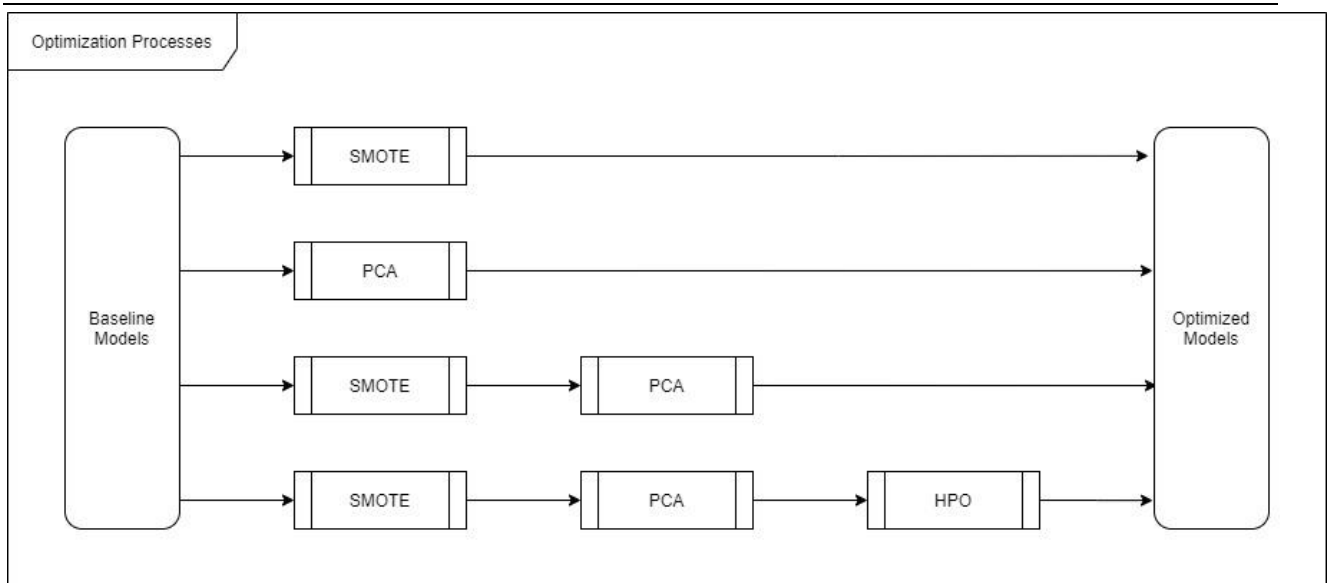 Optimization Processes
SMOTE
PCA
Baseline
Models
Optimized
Models
SMOTE
PCA
SMOTE
PCA
HPO